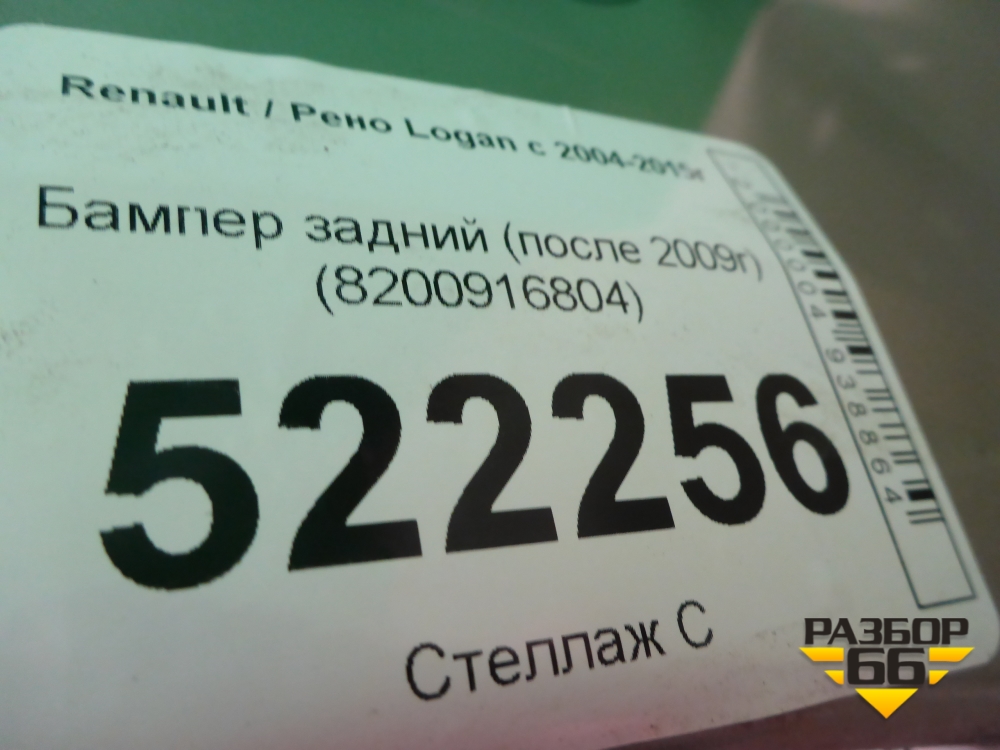 Renault / Рено Logan с 2004-2015г
Бампер задний (после 2009г)
(8200916804)
522256
Стеллаж С
РАЗБОР
66